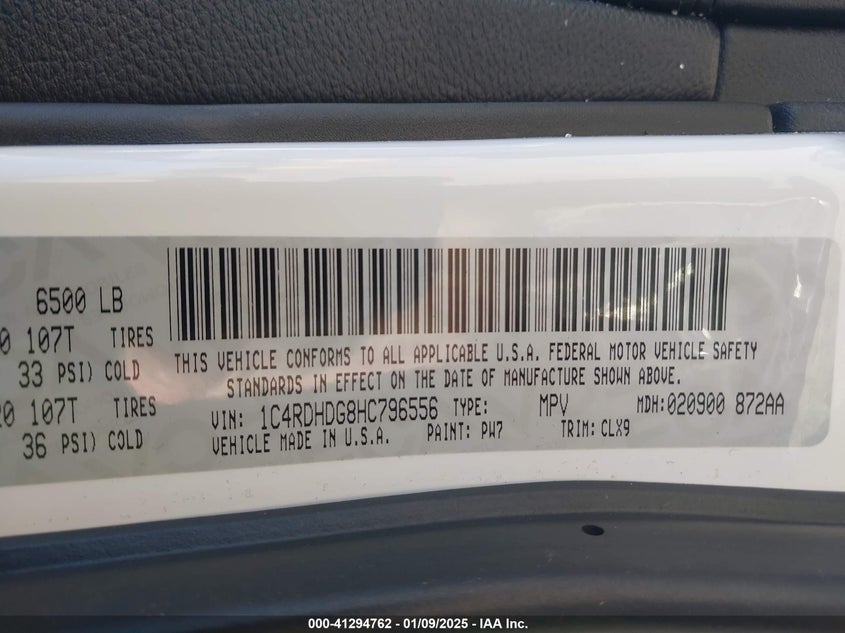 6500 LB
0 107T TIRES
33 PSI) COLD
20 107T TIRES
36 PSI) COLD
THIS VEHICLE CONFORMS TO ALL APPLICABLE U.S.A. FEDERAL MOTOR VEHICLE SAFETY
STANDARDS IN EFFECT ON THE DATE OF MANUFACTURE SHOWN ABOVE.
VIN: 1C4RDHDG8HC796556 TYPE: MPV MDH:020900 872AA
VEHICLE MADE IN U.S.A. PAINT: PW7 TRIM: CLX9
000-41294762 - 01/09/2025 - IAA Inc.